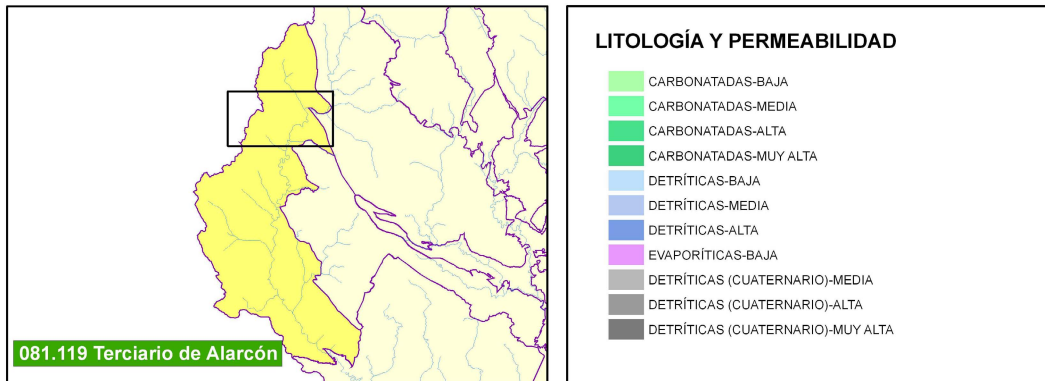 081.119 Terciario de Alarcón
LITOLOGÍA Y PERMEABILIDAD
CARBONATADAS-BAJA
CARBONATADAS-MEDIA
CARBONATADAS-ALTA
CARBONATADAS-MUY ALTA
DETRÍTICAS-BAJA
DETRÍTICAS-MEDIA
DETRÍTICAS-ALTA
EVAPORÍTICAS-BAJA
DETRÍTICAS (CUATERNARIO)-MEDIA
DETRÍTICAS (CUATERNARIO)-ALTA
DETRÍTICAS (CUATERNARIO)-MUY ALTA